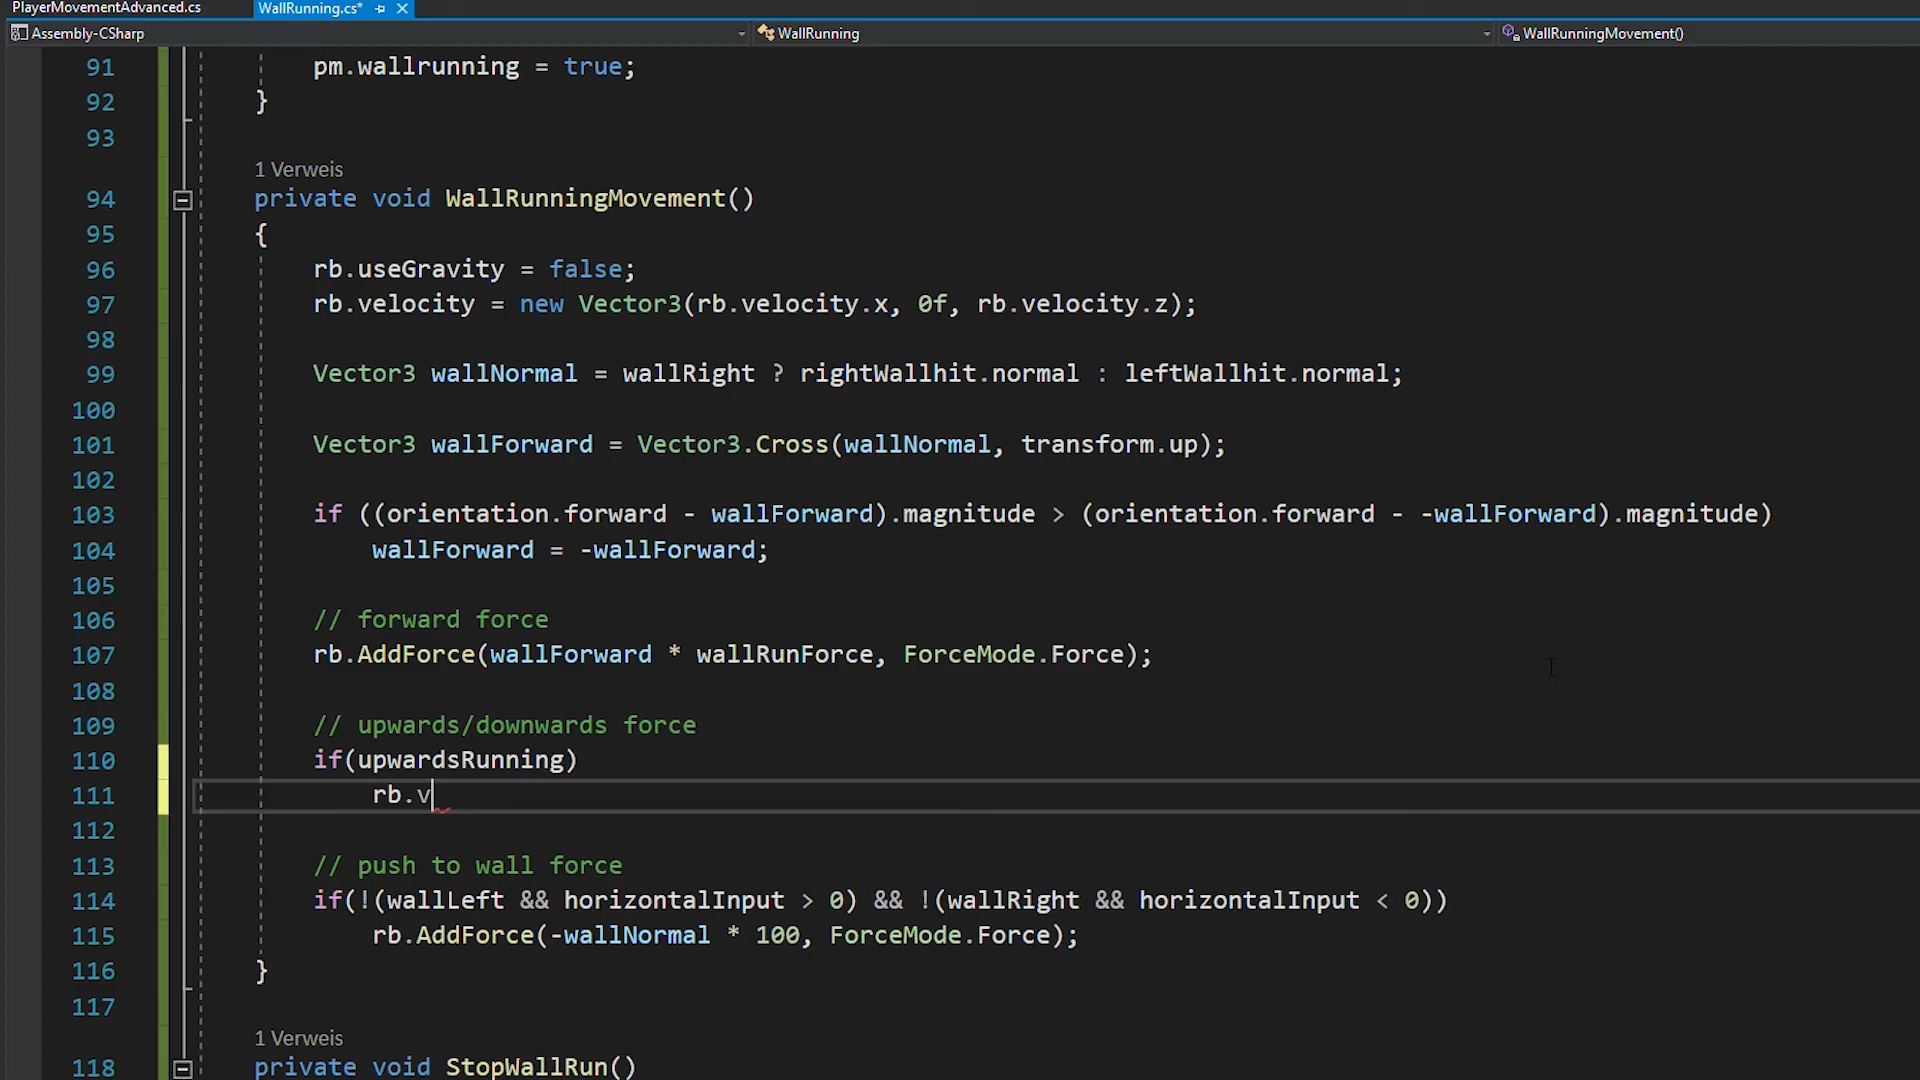 PlayerMovementAdvanced.cs WallRunning.cs*
Assembly-CSharp WallRunning WallRunningMovement()
91 pm.wallrunning = true;
92 }
93
1 Verweis
94 private void WallRunningMovement()
95 {
96 rb.useGravity = false;
97 rb.velocity = new Vector3(rb.velocity.x, 0f, rb.velocity.z);
98
99 Vector3 wallNormal = wallRight ? rightWallhit.normal : leftWallhit.normal;
100
101 Vector3 wallForward = Vector3.Cross(wallNormal, transform.up);
102
103 if ((orientation.forward - wallForward).magnitude > (orientation.forward - -wallForward).magnitude)
104 wallForward = -wallForward;
105
106 // forward force
107 rb.AddForce(wallForward * wallRunForce, ForceMode.Force);
108
109 // upwards/downwards force
110 if(upwardsRunning)
111 rb.v
112
113 // push to wall force
114 if(!(wallLeft && horizontalInput > 0) && !(wallRight && horizontalInput < 0))
115 rb.AddForce(-wallNormal * 100, ForceMode.Force);
116 }
117
1 Verweis
118 private void StopWallRun()